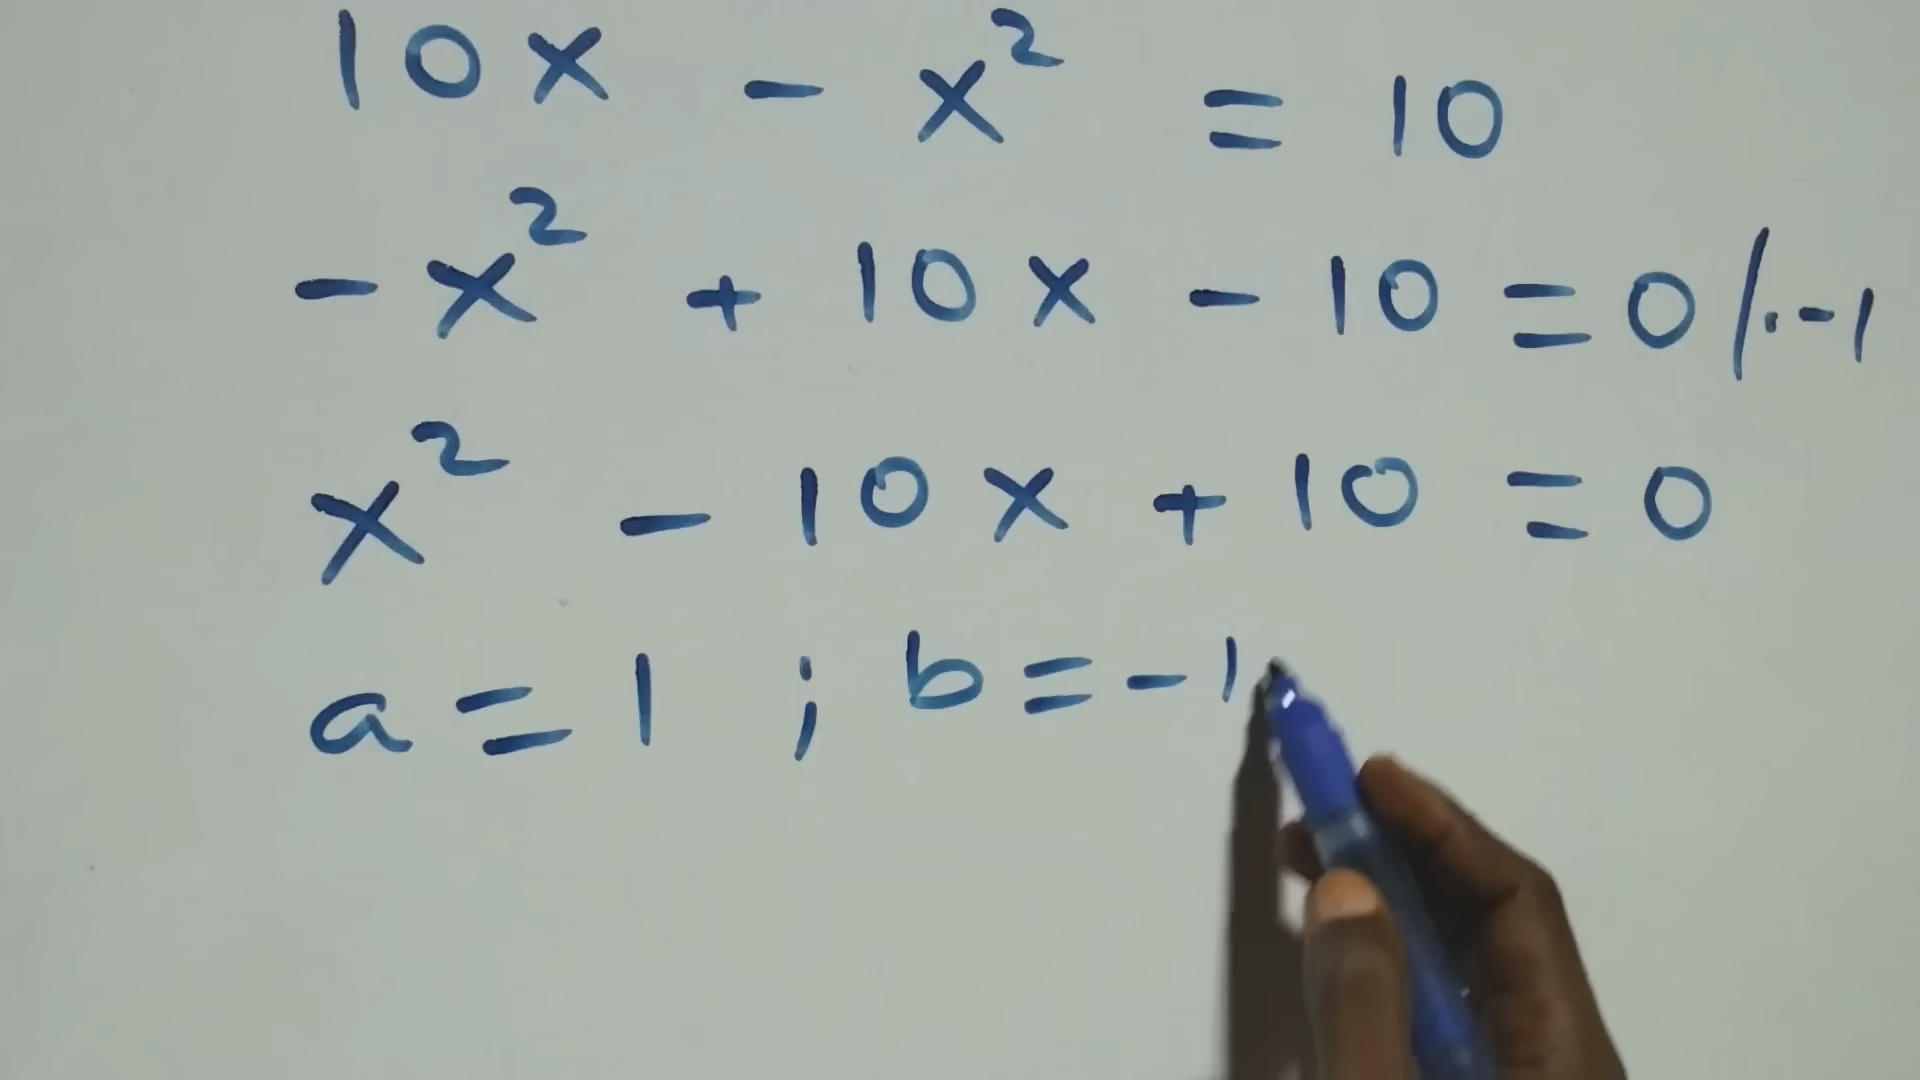 10x - x² = 10
-x² + 10x - 10 = 0 /·-1
x² - 10x + 10 = 0
a = 1 ; b = -1